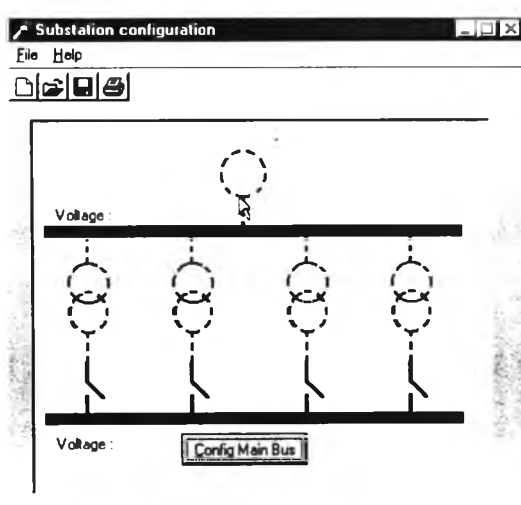 Substation configuration
File Help
Voltage :
Voltage :
Config Main Bus